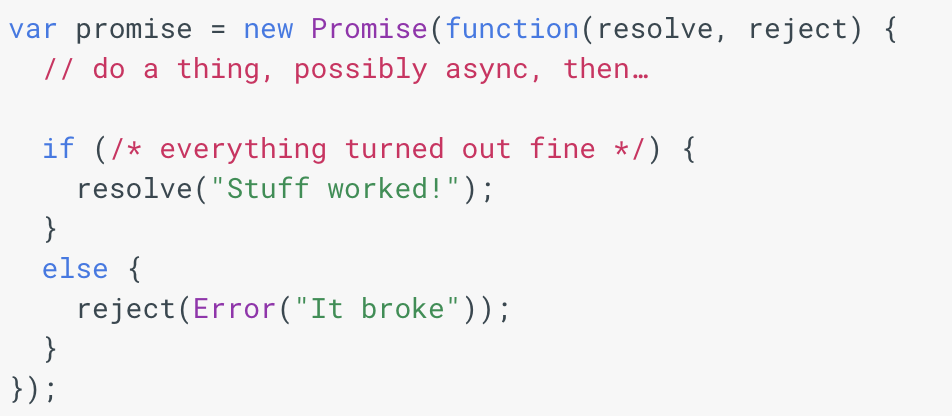 var promise = new Promise(function(resolve, reject) {
  // do a thing, possibly async, then…

  if (/* everything turned out fine */) {
    resolve("Stuff worked!");
  }
  else {
    reject(Error("It broke"));
  }
});